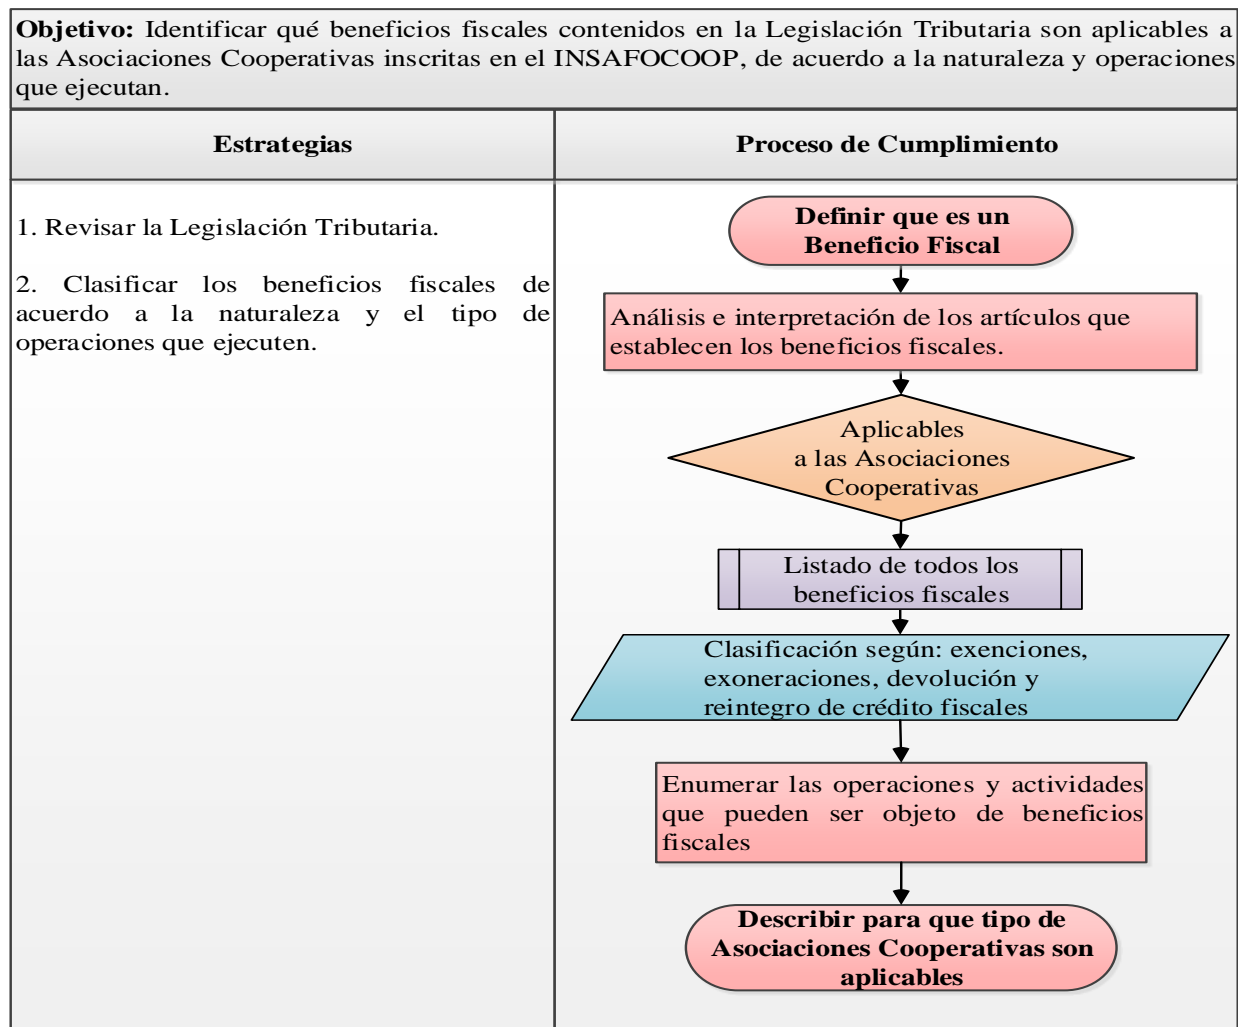 Objetivo: Identificar qué beneficios fiscales contenidos en la Legislación Tributaria son aplicables a
las Asociaciones Cooperativas inscritas en el INSAFOCOOP, de acuerdo a la naturaleza y operaciones
que ejecutan.
Estrategias
Proceso de Cumplimiento
1. Revisar la Legislación Tributaria.
2. Clasificar los beneficios fiscales de
acuerdo a la naturaleza y el tipo de
operaciones que ejecuten.
Definir que es un
Beneficio Fiscal
Análisis e interpretación de los artículos que
establecen los beneficios fiscales.
Aplicables
a las Asociaciones
Cooperativas
Listado de todos los
beneficios fiscales
Clasificación según: exenciones,
exoneraciones, devolución y
reintegro de crédito fiscales
Enumerar las operaciones y actividades
que pueden ser objeto de beneficios
fiscales
Describir para que tipo de
Asociaciones Cooperativas son
aplicables